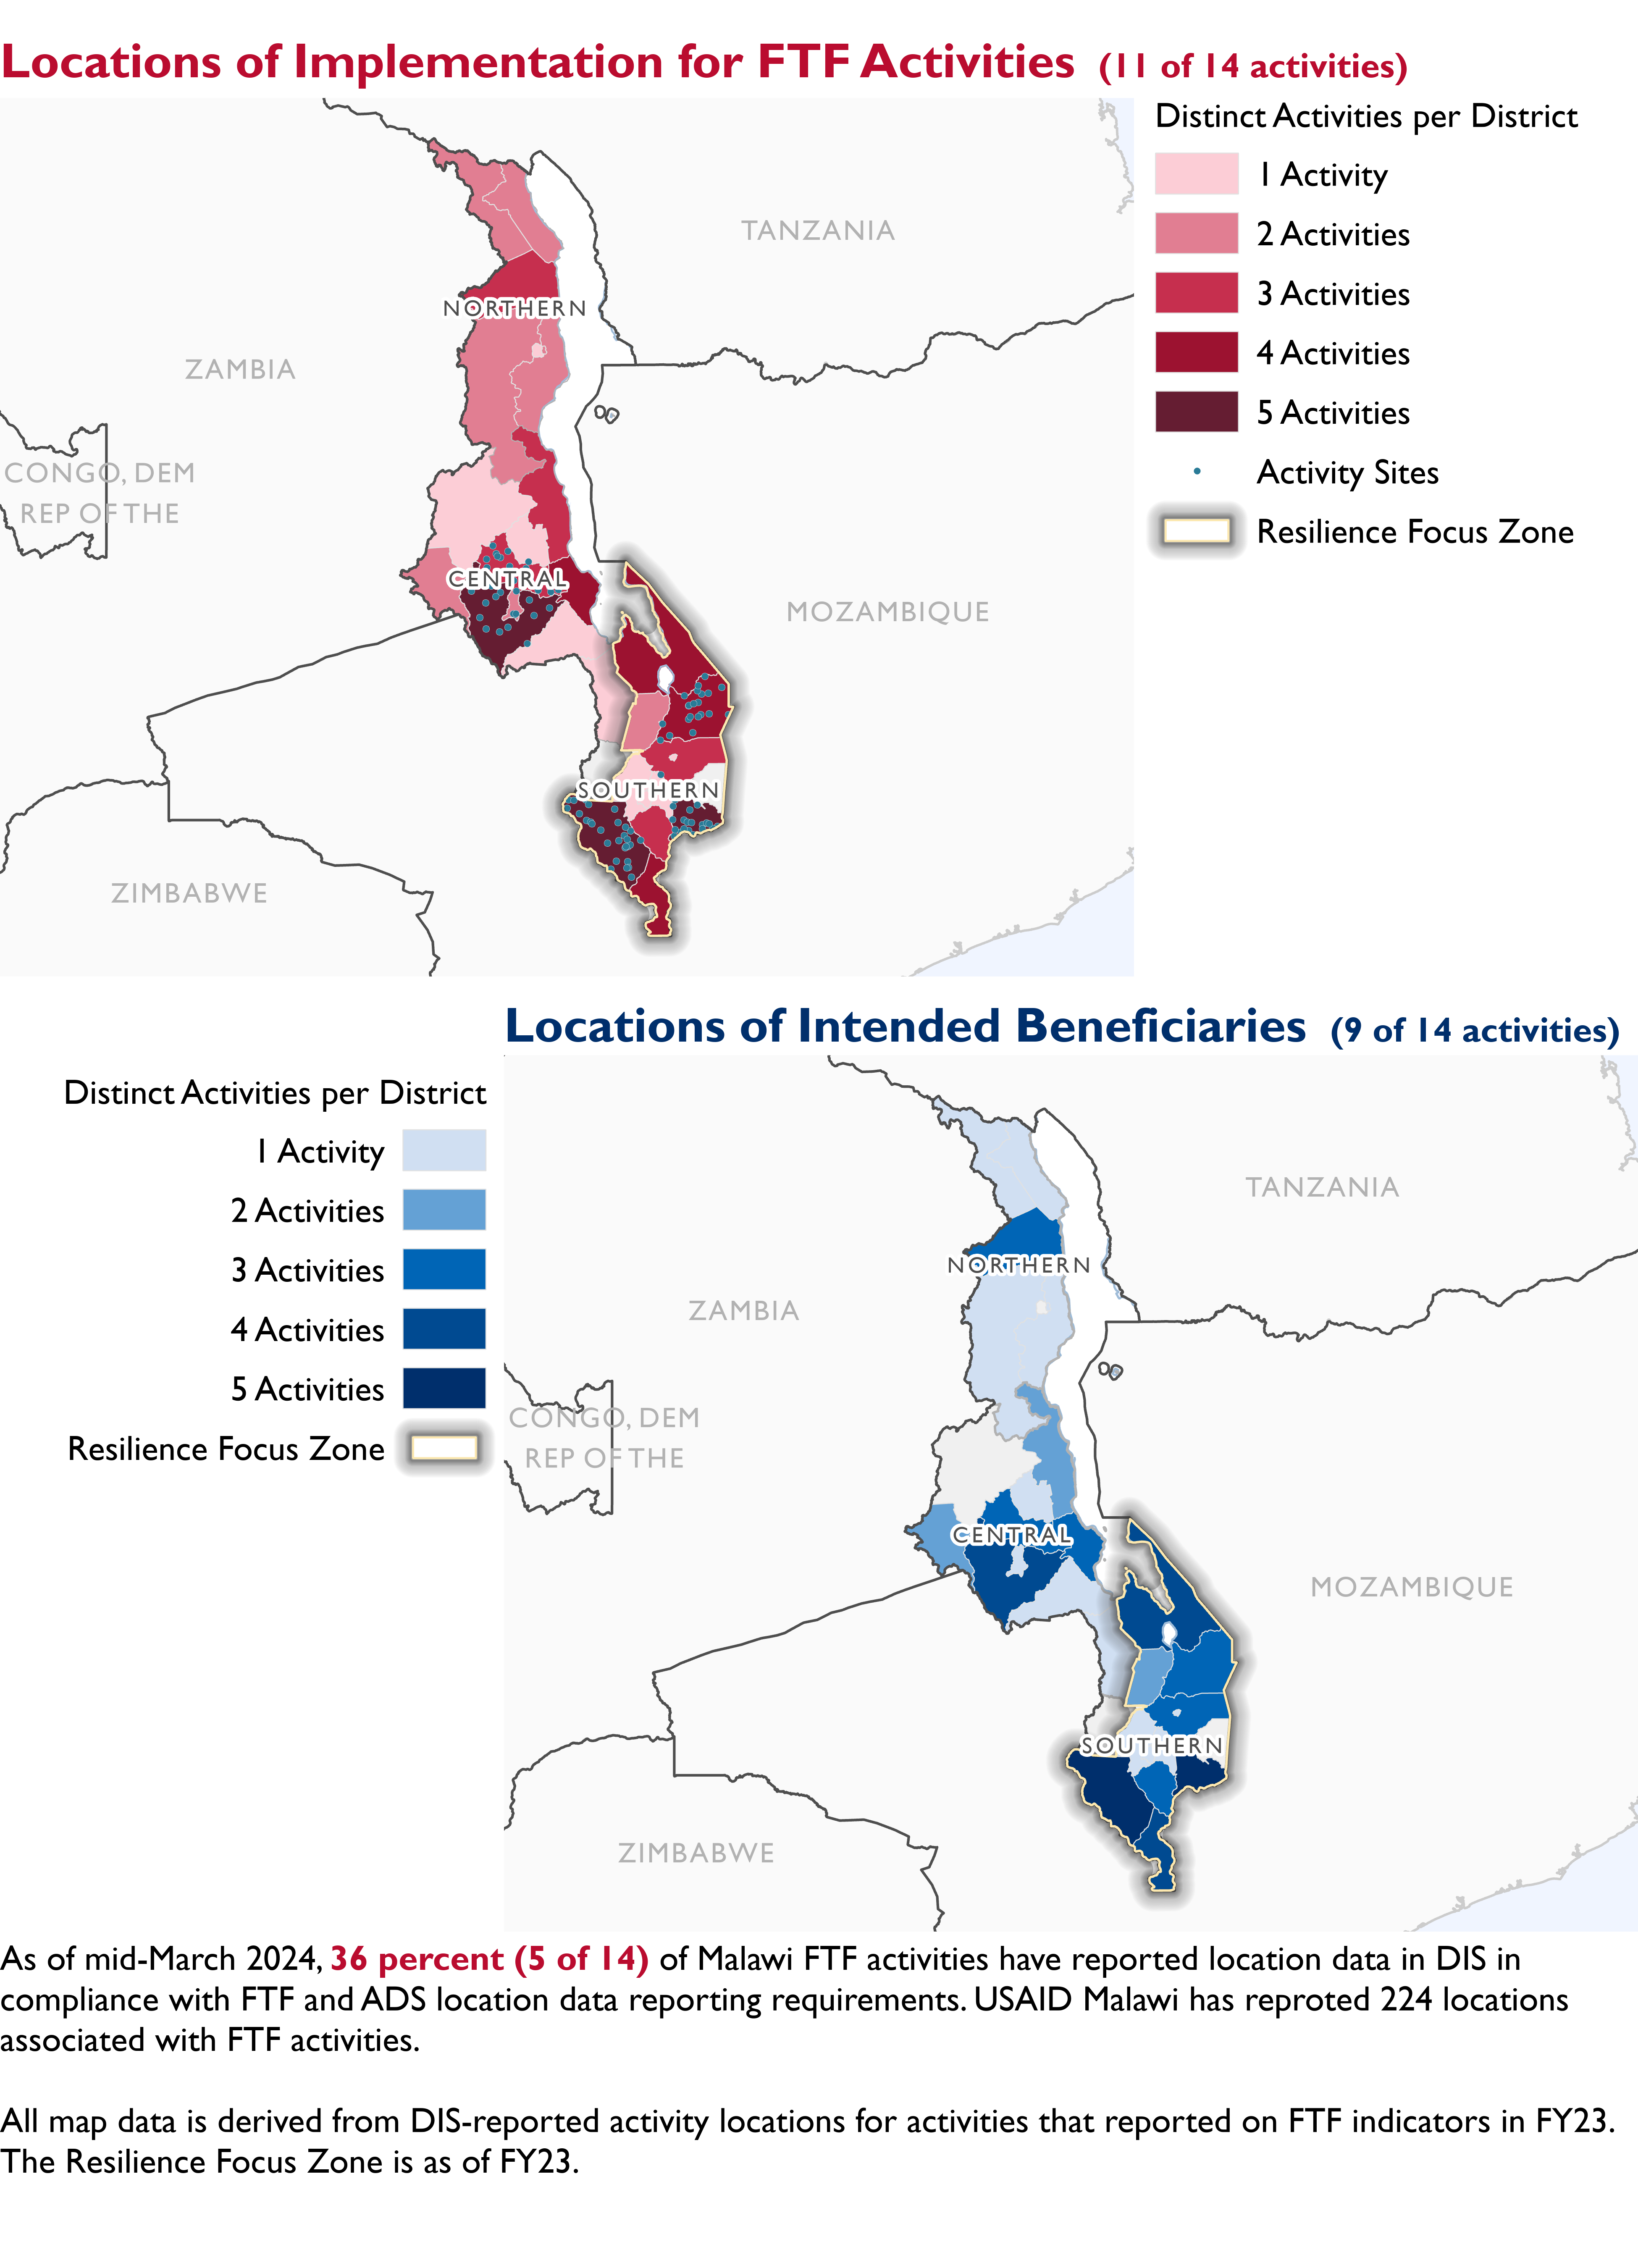 Locations of Implementation for FTF Activities (11 of 14 activities)
Distinct Activities per District
1 Activity
2 Activities
3 Activities
4 Activities
5 Activities
Activity Sites
Resilience Focus Zone
TANZANIA
NORTHERN
ZAMBIA
CONGO, DEM
REP OF THE
CENTRAL
MOZAMBIQUE
SOUTHERN
ZIMBABWE
Locations of Intended Beneficiaries (9 of 14 activities)
Distinct Activities per District
1 Activity
2 Activities
3 Activities
4 Activities
5 Activities
Resilience Focus Zone
TANZANIA
NORTHERN
ZAMBIA
CONGO, DEM
REP OF THE
CENTRAL
MOZAMBIQUE
SOUTHERN
ZIMBABWE
As of mid-March 2024, 36 percent (5 of 14) of Malawi FTF activities have reported location data in DIS in
compliance with FTF and ADS location data reporting requirements. USAID Malawi has reproted 224 locations
associated with FTF activities.
All map data is derived from DIS-reported activity locations for activities that reported on FTF indicators in FY23.
The Resilience Focus Zone is as of FY23.